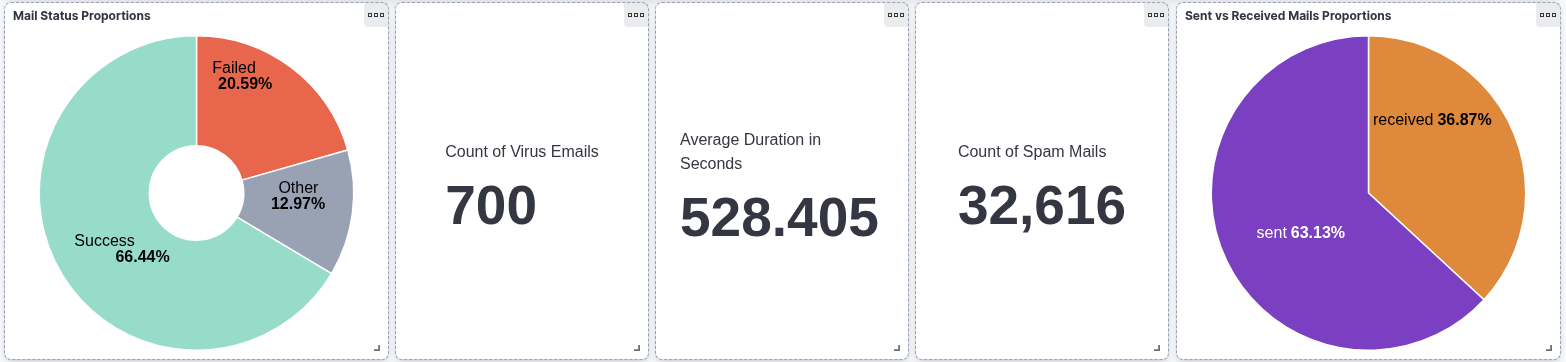 Mail Status Proportions
Failed
20.59%
Other
12.97%
Success
66.44%
Count of Virus Emails
700
Average Duration in
Seconds
528.405
Count of Spam Mails
32,616
Sent vs Received Mails Proportions
received 36.87%
sent 63.13%